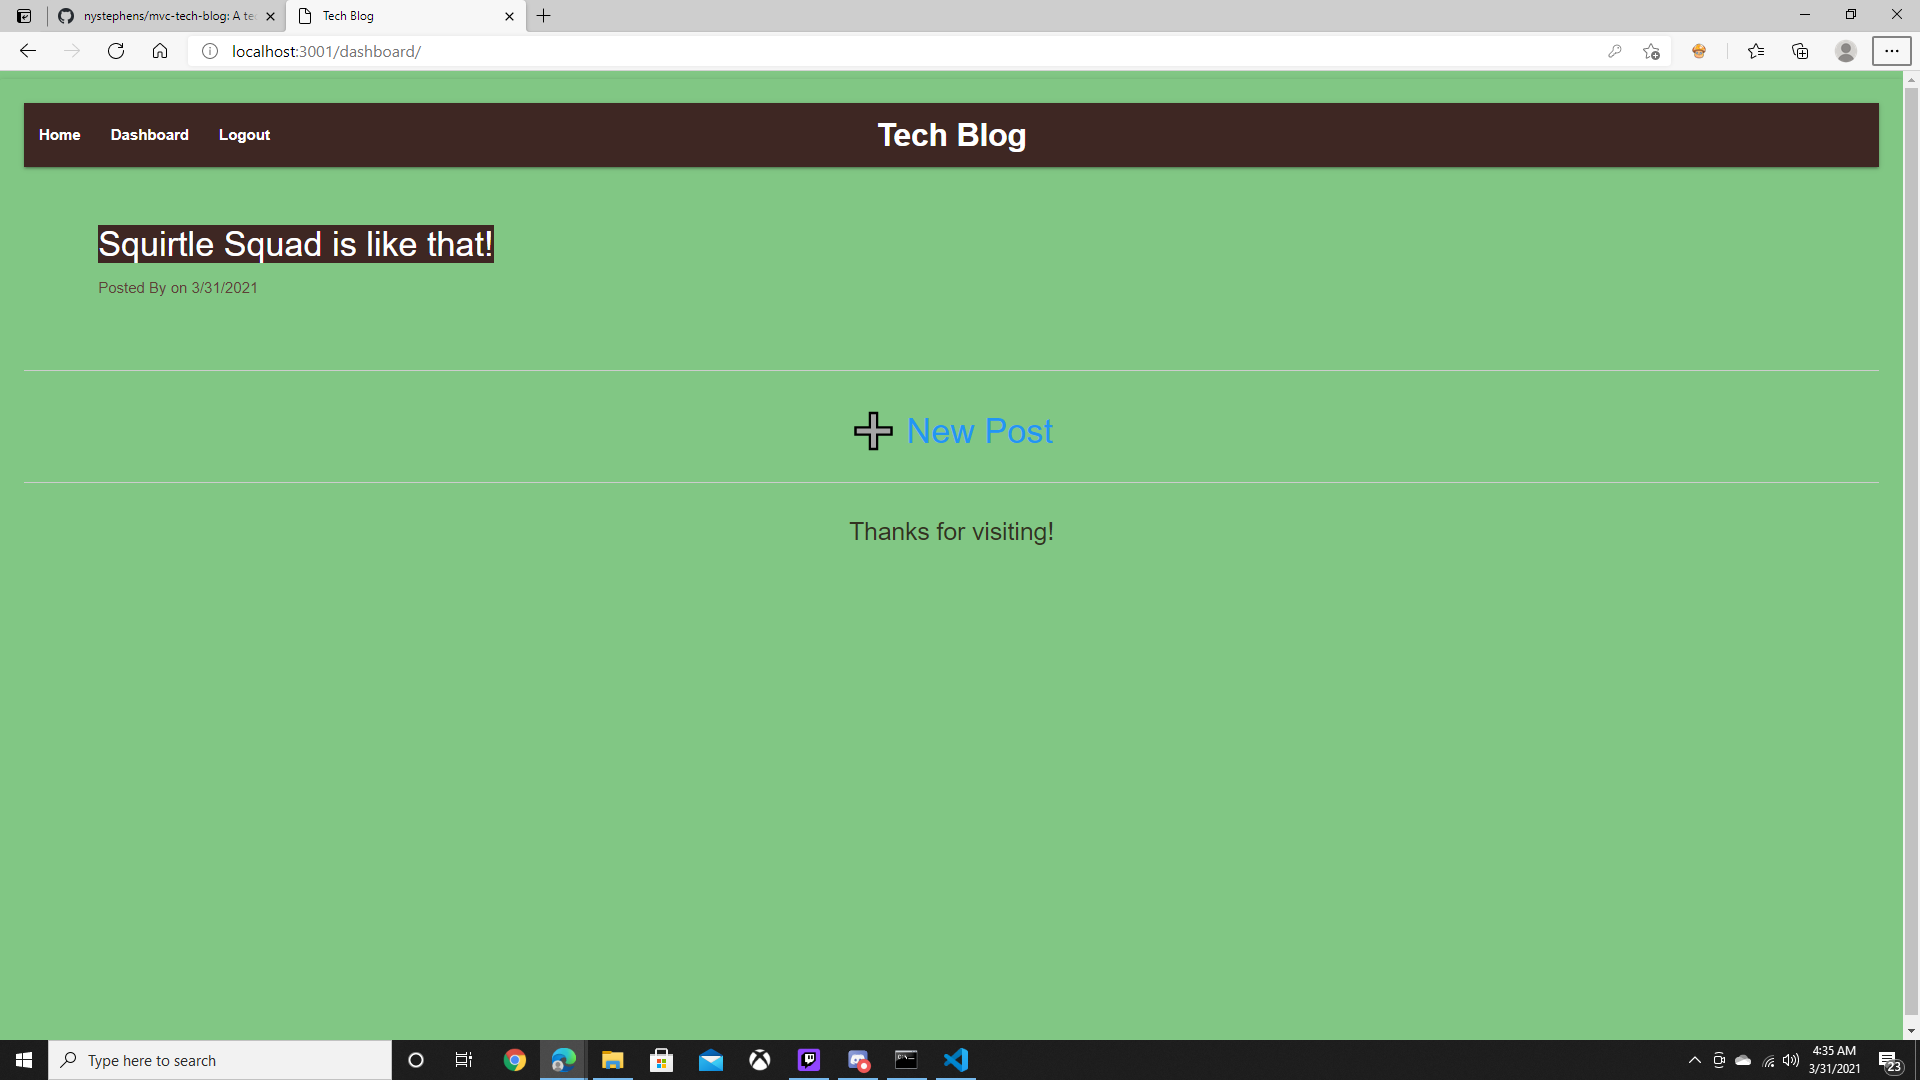 nystephens/mvc-tech-blog: A te
Tech Blog
localhost:3001/dashboard/
Home
Dashboard
Logout
Tech Blog
Squirtle Squad is like that!
Posted By on 3/31/2021
New Post
Thanks for visiting!
Type here to search
4:35 AM
3/31/2021
23